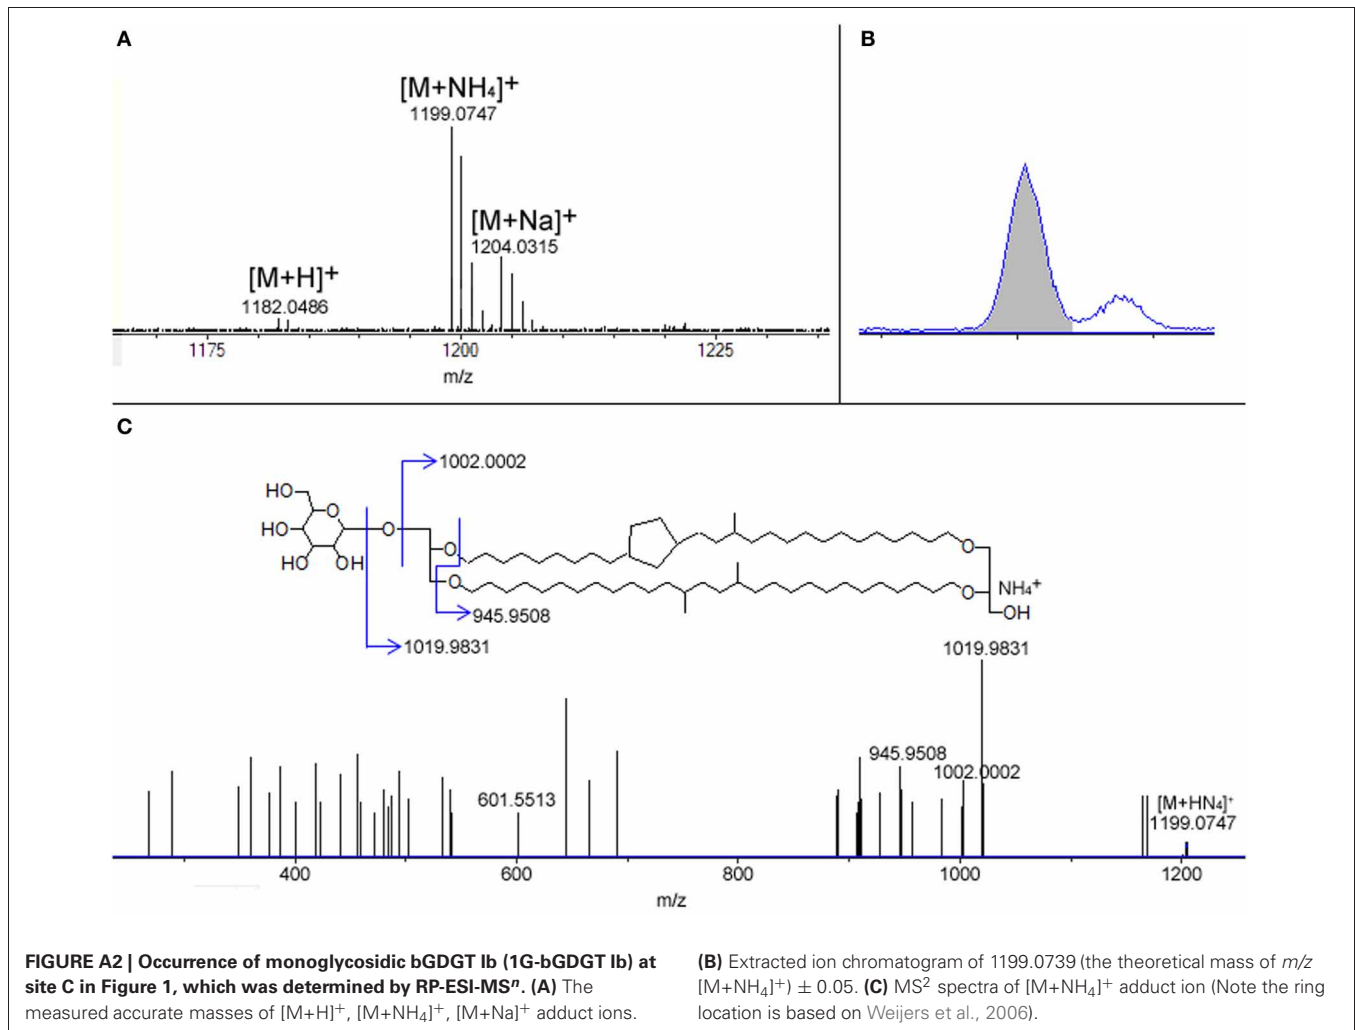 A
[M+NH₄]⁺
1199.0747
[M+Na]⁺
1204.0315
[M+H]⁺
1182.0486
1175
1200
1225
m/z
B
C
1002.0002
HO
O
HO
O
HO
OH
O
O
O
O
NH₄⁺
OH
945.9508
1019.9831
1019.9831
945.9508
1002.0002
601.5513
[M+HN₄]⁺
1199.0747
400
600
800
1000
1200
m/z
FIGURE A2 | Occurrence of monoglycosidic bGDGT Ib (1G-bGDGT Ib) at
site C in Figure 1, which was determined by RP-ESI-MSⁿ. (A) The
measured accurate masses of [M+H]⁺, [M+NH₄]⁺, [M+Na]⁺ adduct ions.
(B) Extracted ion chromatogram of 1199.0739 (the theoretical mass of m/z
[M+NH₄]⁺) ± 0.05. (C) MS² spectra of [M+NH₄]⁺ adduct ion (Note the ring
location is based on Weijers et al., 2006).